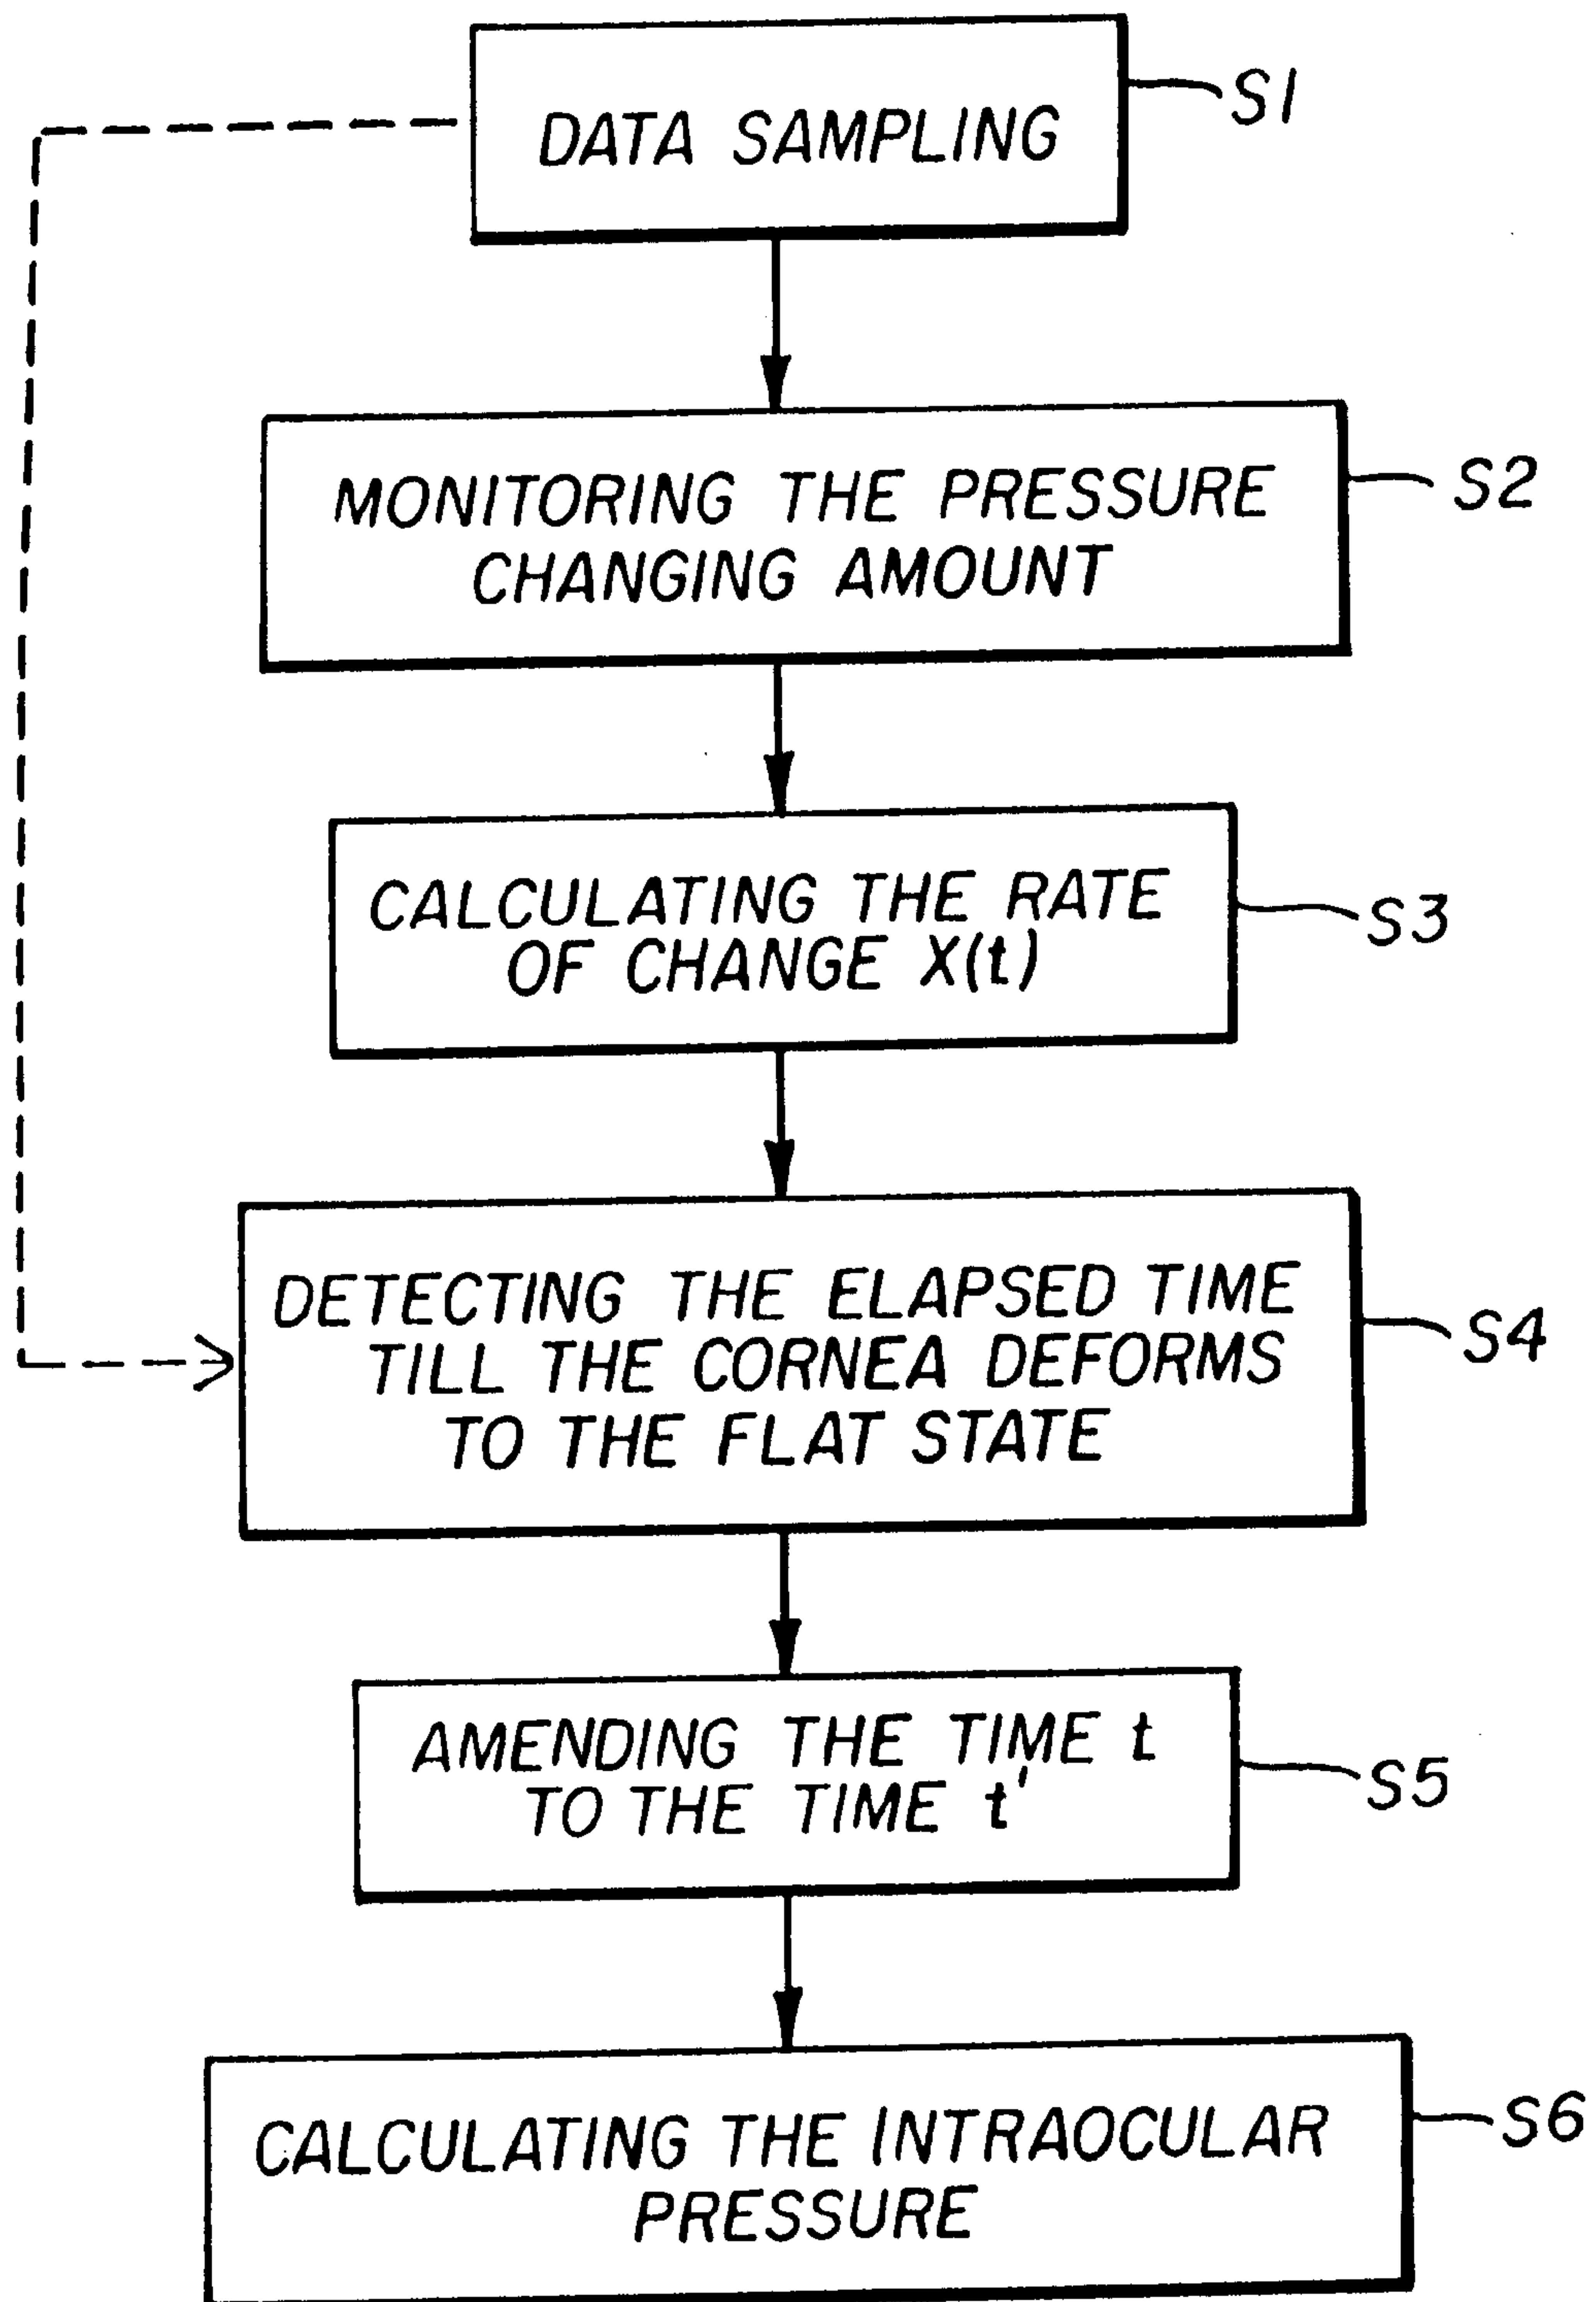 DATA SAMPLING
S1
MONITORING THE PRESSURE
CHANGING AMOUNT
S2
CALCULATING THE RATE
OF CHANGE X(t)
S3
DETECTING THE ELAPSED TIME
TILL THE CORNEA DEFORMS
TO THE FLAT STATE
S4
AMENDING THE TIME t
TO THE TIME t'
S5
CALCULATING THE INTRAOCULAR
PRESSURE
S6